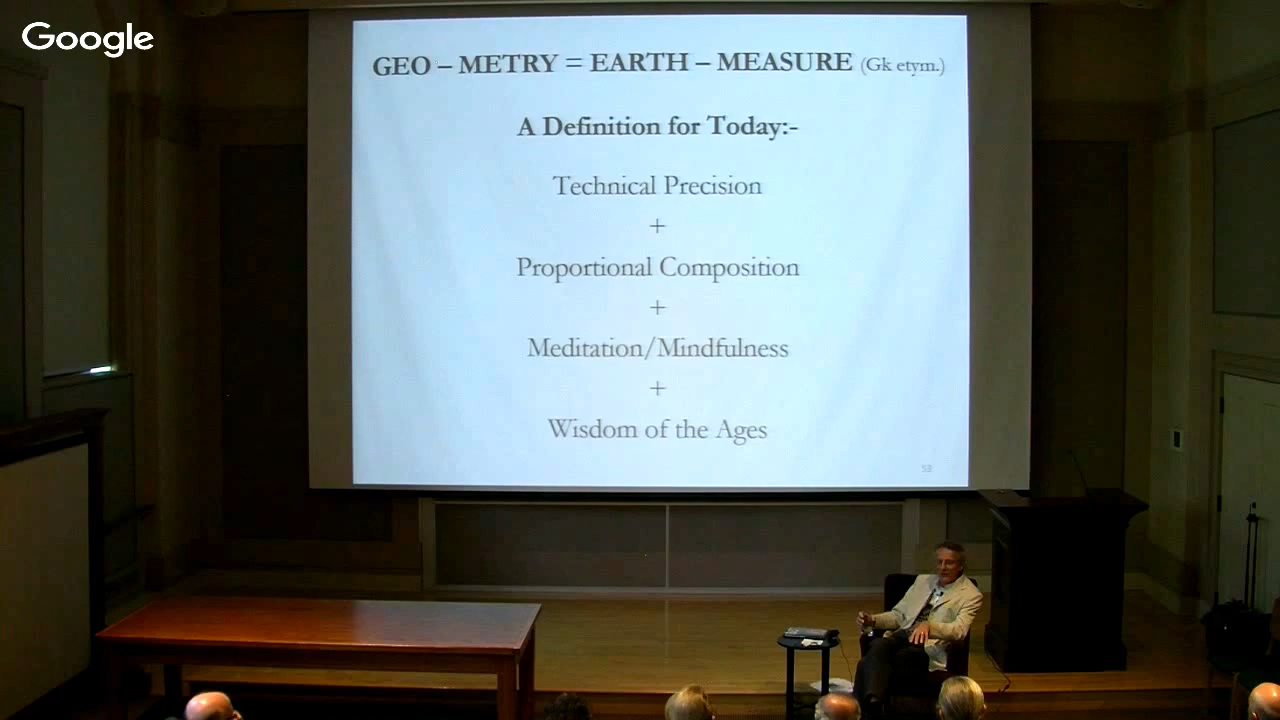 Google
GEO – METRY = EARTH – MEASURE (Gk etym.)
A Definition for Today:-
Technical Precision
+
Proportional Composition
+
Meditation/Mindfulness
+
Wisdom of the Ages
53